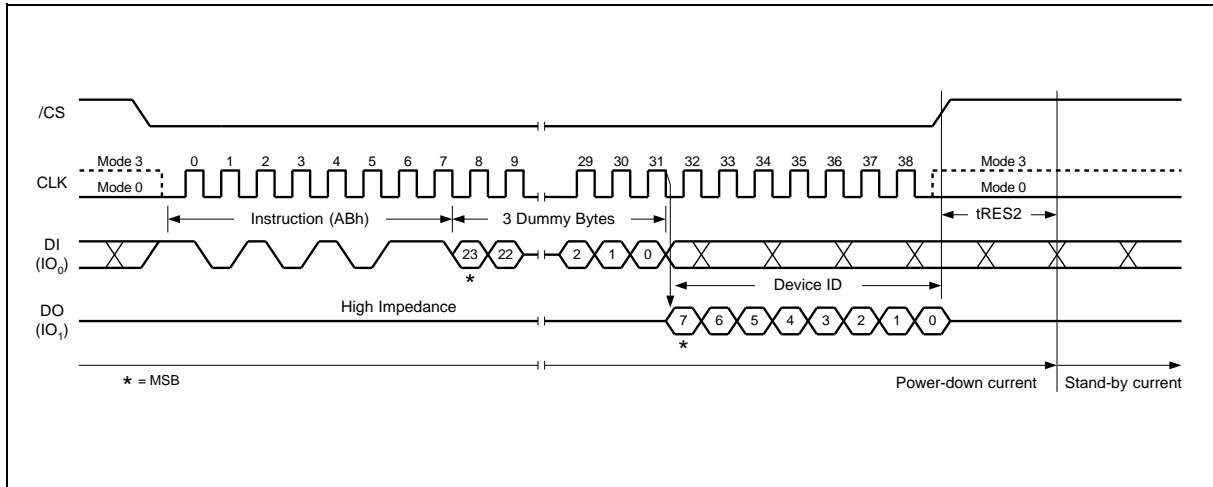 /CS
0 1 2 3 4 5 6 7 8 9 29 30 31 32 33 34 35 36 37 38
Mode 3 Mode 3
CLK
Mode 0 Mode 0
Instruction (ABh) 3 Dummy Bytes tRES2
DI
(IO0)
23 22 2 1 0
*
Device ID
High Impedance
DO
(IO1)
7 6 5 4 3 2 1 0
*
* = MSB
Power-down current Stand-by current